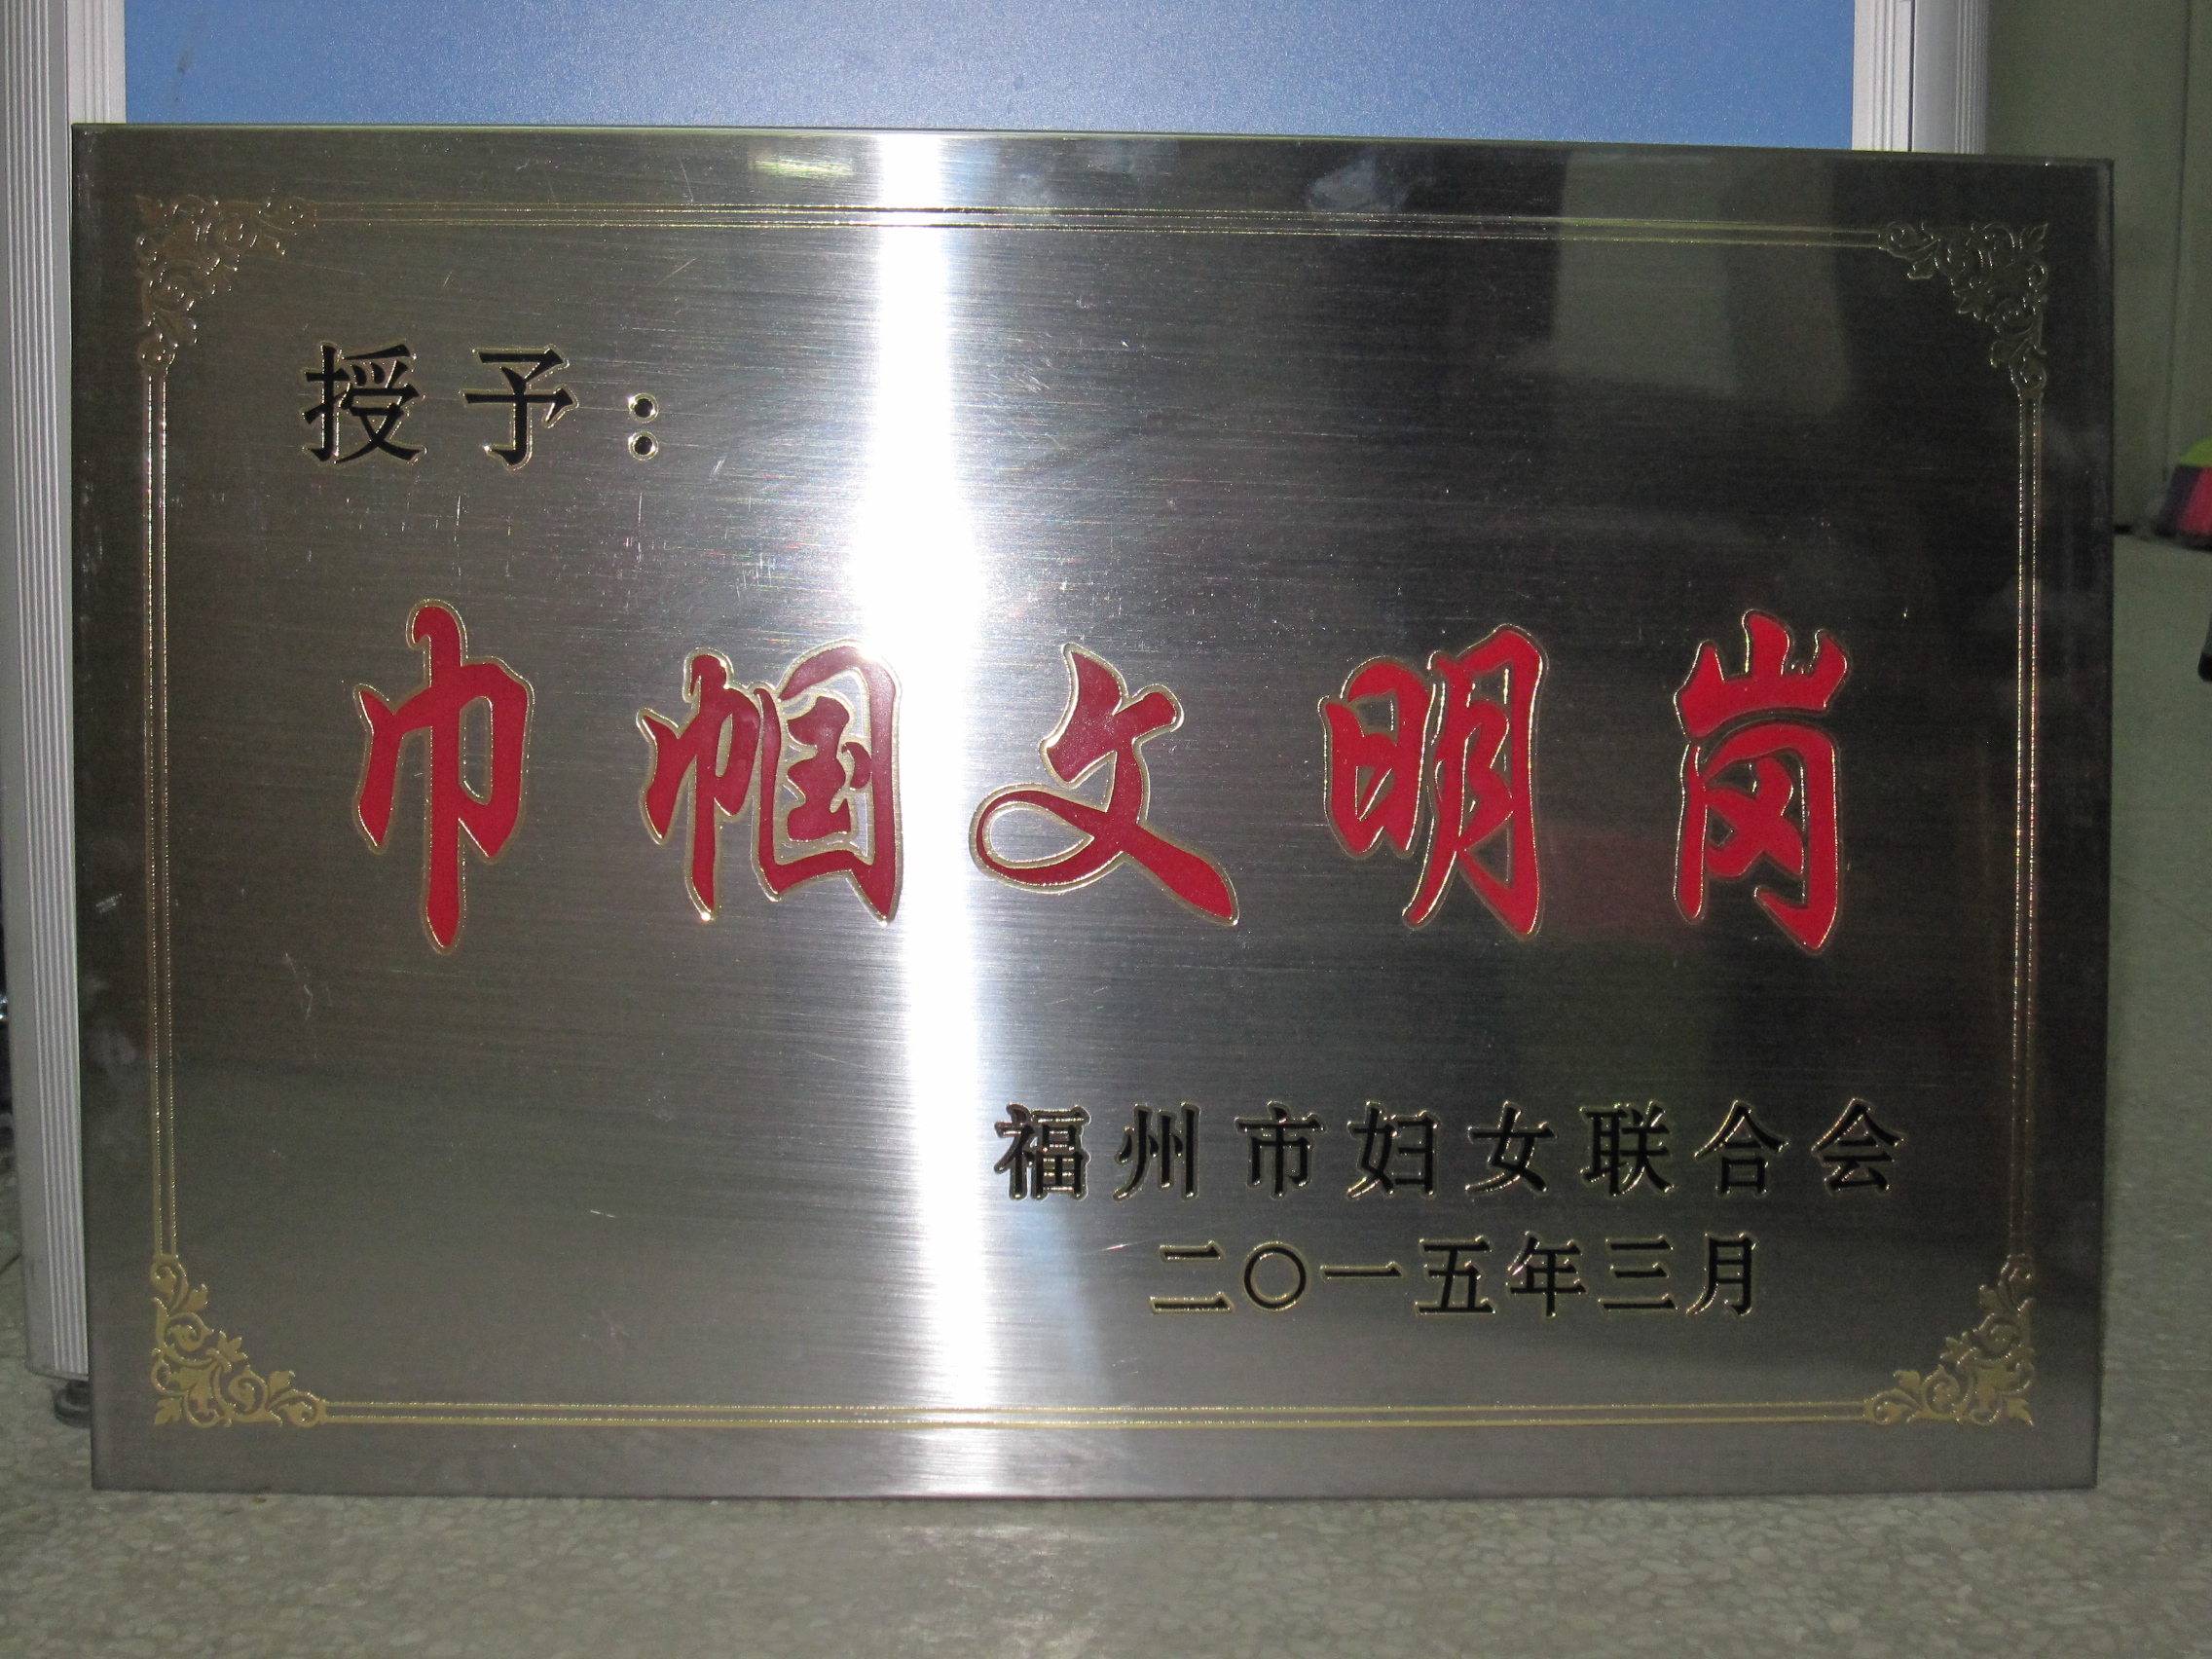 授予：
巾帼文明岗
福州市妇女联合会
二〇一五年三月